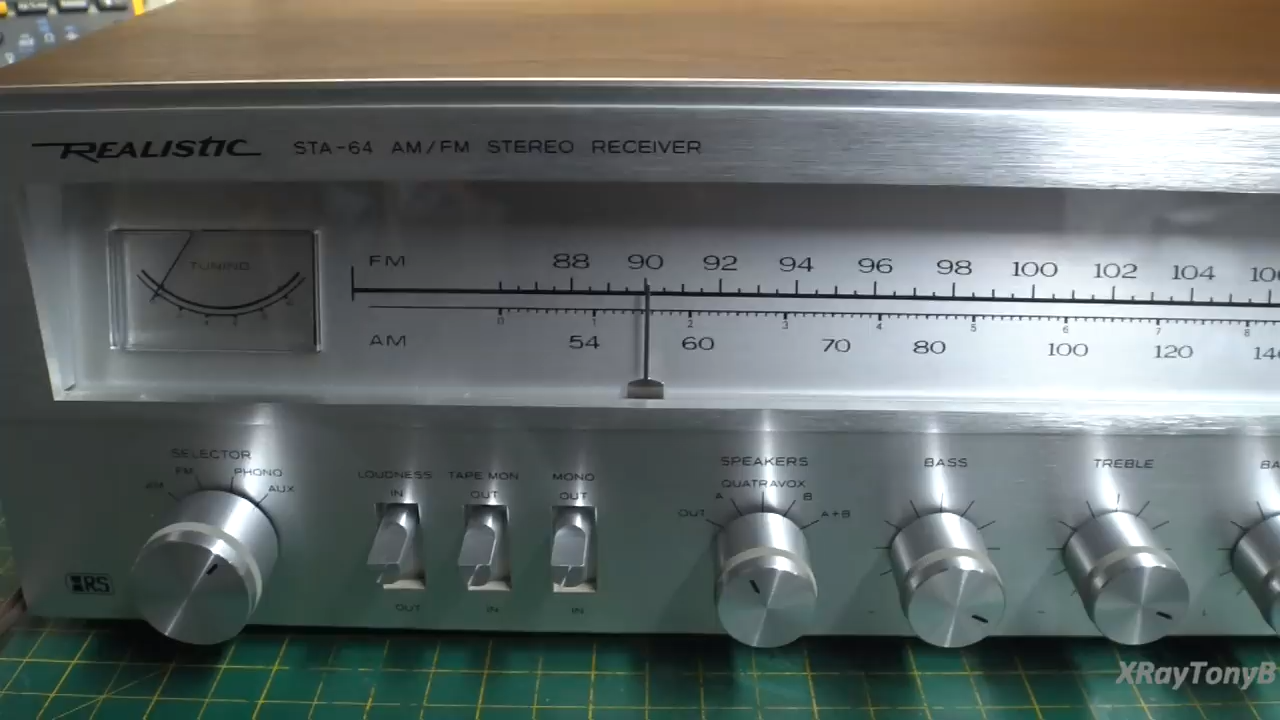 REALISTIC STA-64 AM/FM STEREO RECEIVER
TUNING
FM 88 90 92 94 96 98 100 102 104
0 1 2 3 4 5 6 7 8
AM 54 60 70 80 100 120
SELECTOR
AM FM PHONO AUX
LOUDNESS TAPE MON MONO
IN OUT OUT
OUT IN IN
SPEAKERS BASS TREBLE
QUATRAVOX
OUT A B A+B
RS
XRayTonyB